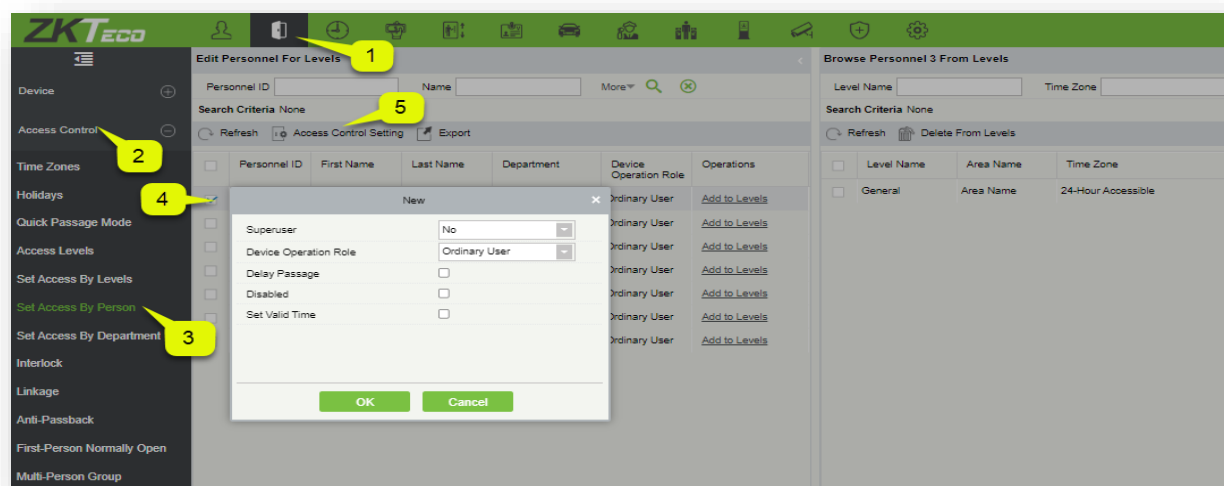 ZKTeco
1
Edit Personnel For Levels
Browse Personnel 3 From Levels
Device
Personnel ID
Name
More
Level Name
Time Zone
Search Criteria None
5
Search Criteria None
Access Control
Refresh
Access Control Setting
Export
Refresh
Delete From Levels
2
Time Zones
Personnel ID
First Name
Last Name
Department
Device Operation Role
Operations
Level Name
Area Name
Time Zone
Holidays
4
New
Ordinary User
Add to Levels
General
Area Name
24-Hour Accessible
Quick Passage Mode
Superuser
No
Ordinary User
Add to Levels
Access Levels
Device Operation Role
Ordinary User
Ordinary User
Add to Levels
Set Access By Levels
Delay Passage
Ordinary User
Add to Levels
Set Access By Person
3
Disabled
Ordinary User
Add to Levels
Set Valid Time
Ordinary User
Add to Levels
Set Access By Department
Ordinary User
Add to Levels
Interlock
Linkage
OK
Cancel
Anti-Passback
First-Person Normally Open
Multi-Person Group